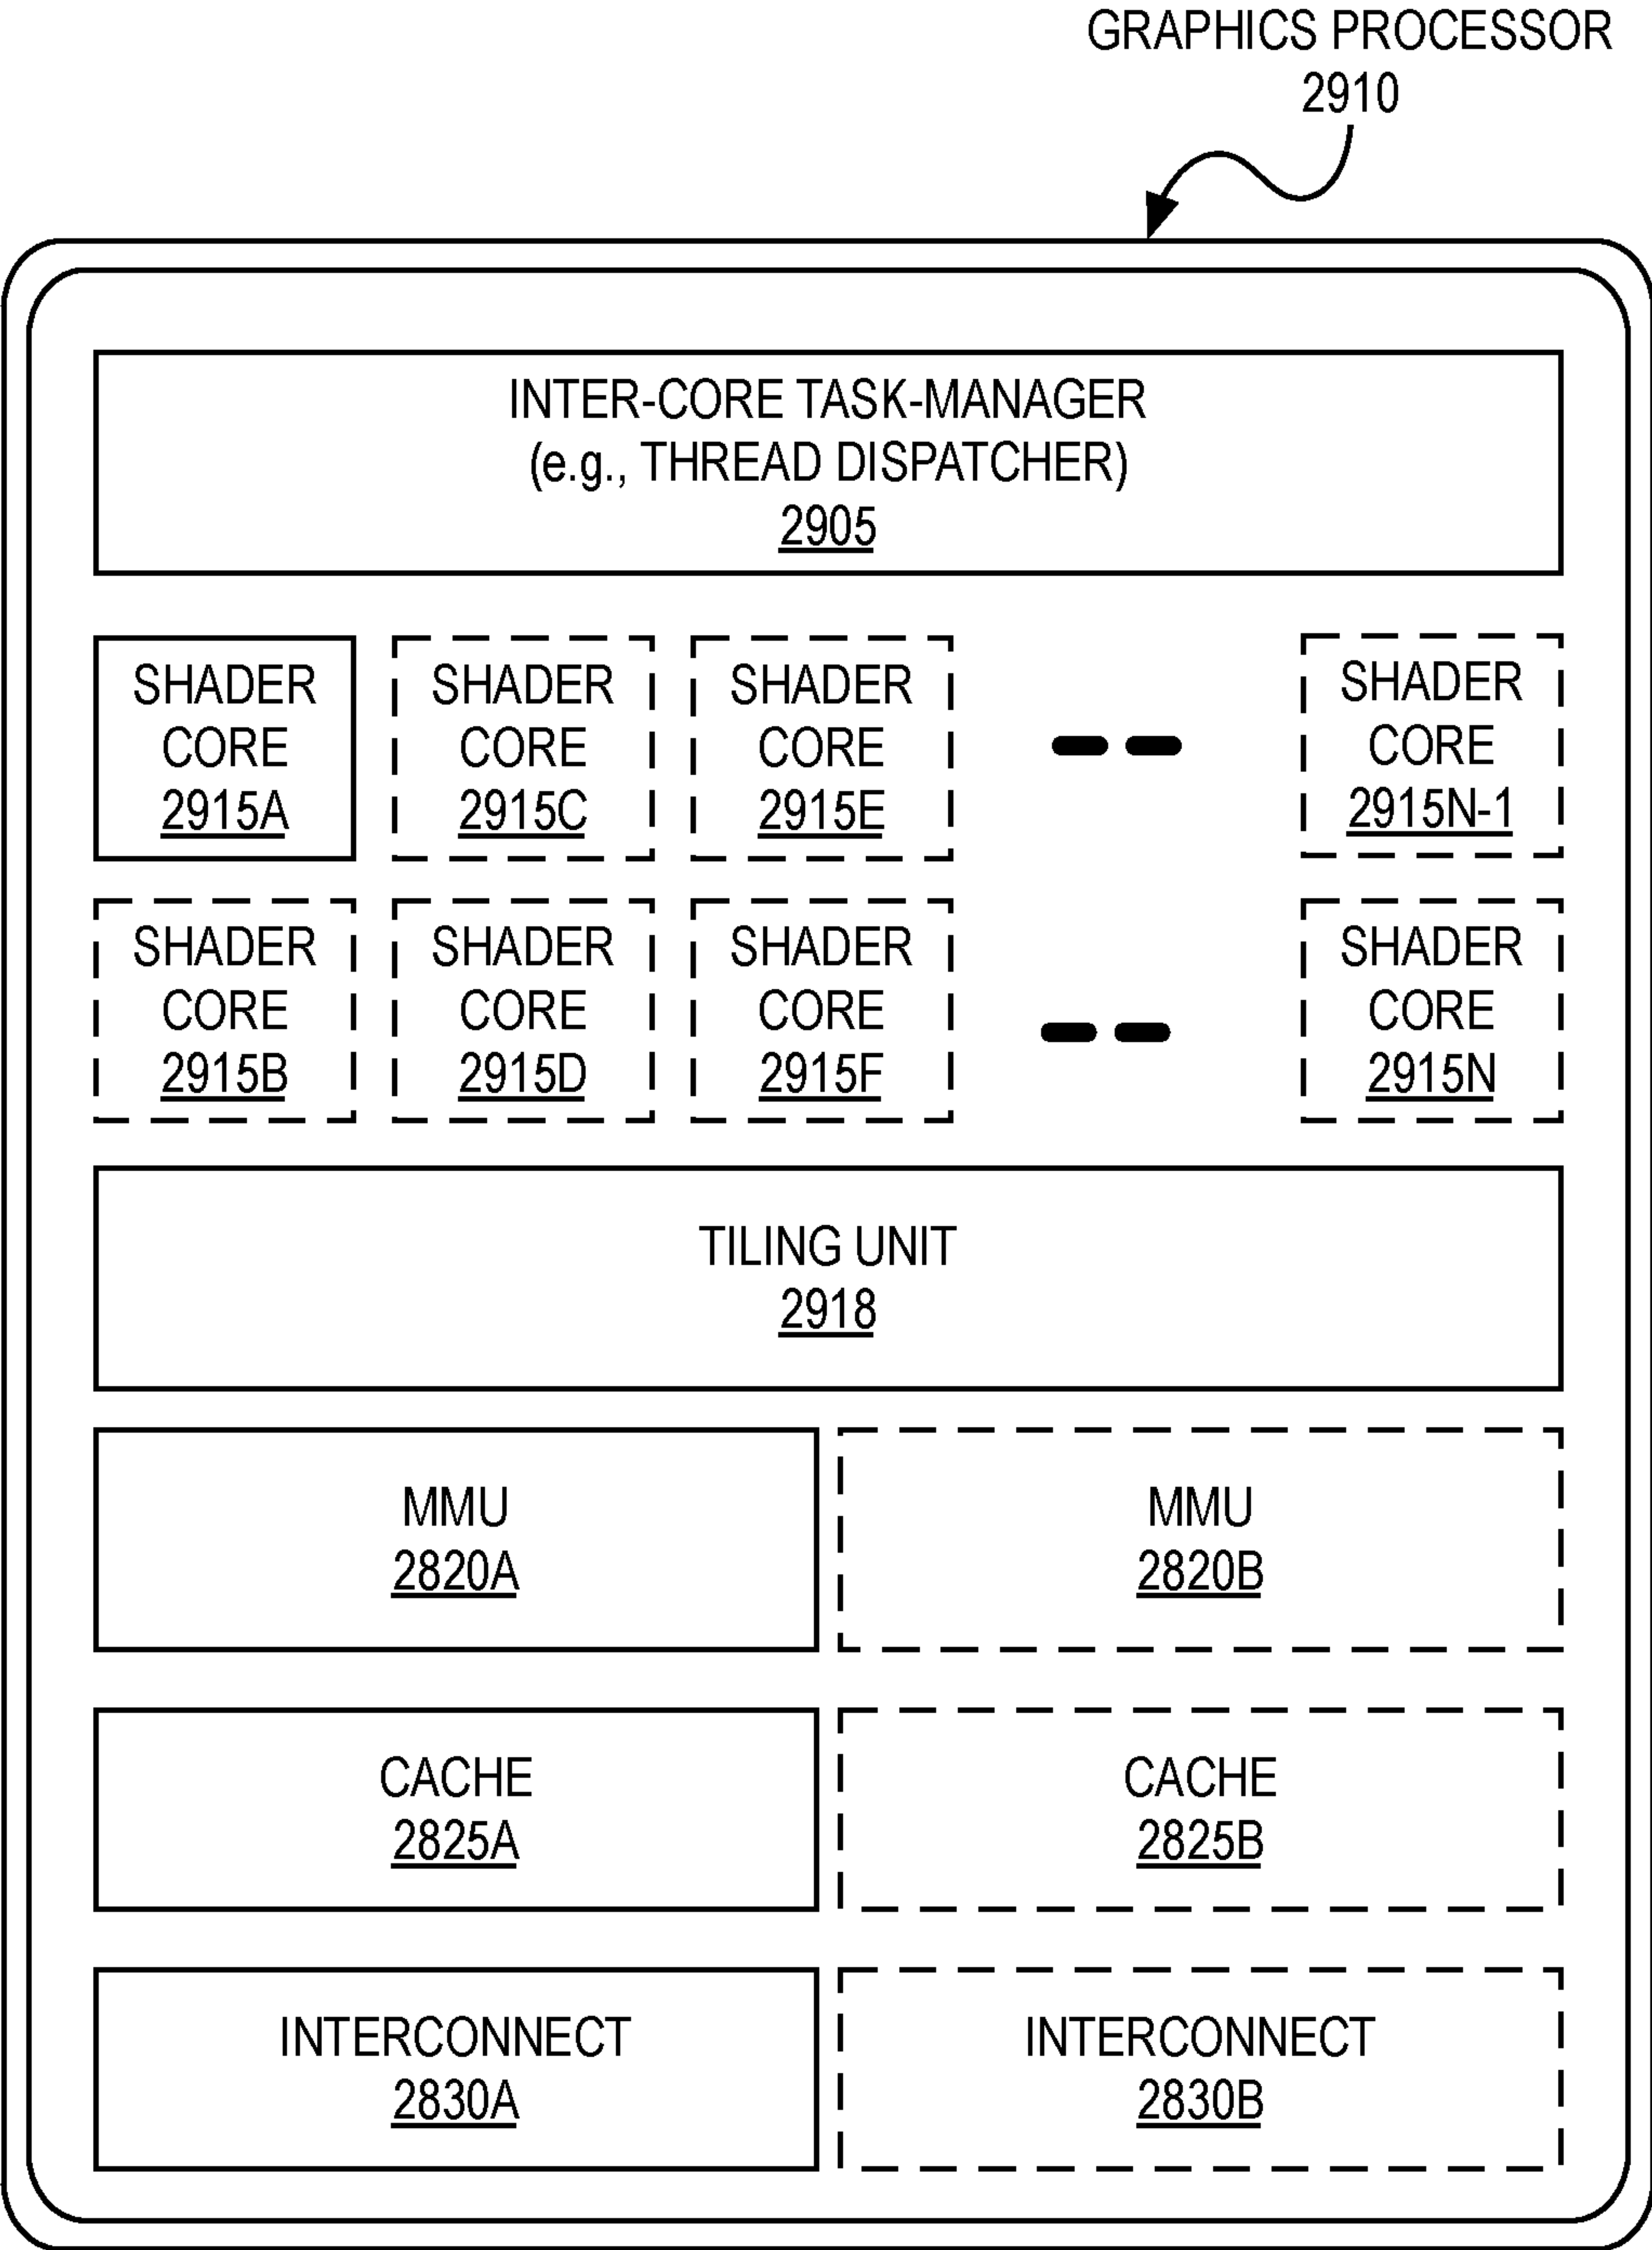 GRAPHICS PROCESSOR
2910
INTER-CORE TASK-MANAGER
(e.g., THREAD DISPATCHER)
2905
SHADER
CORE
2915A
SHADER
CORE
2915C
SHADER
CORE
2915E
SHADER
CORE
2915N-1
SHADER
CORE
2915B
SHADER
CORE
2915D
SHADER
CORE
2915F
SHADER
CORE
2915N
TILING UNIT
2918
MMU
2820A
MMU
2820B
CACHE
2825A
CACHE
2825B
INTERCONNECT
2830A
INTERCONNECT
2830B